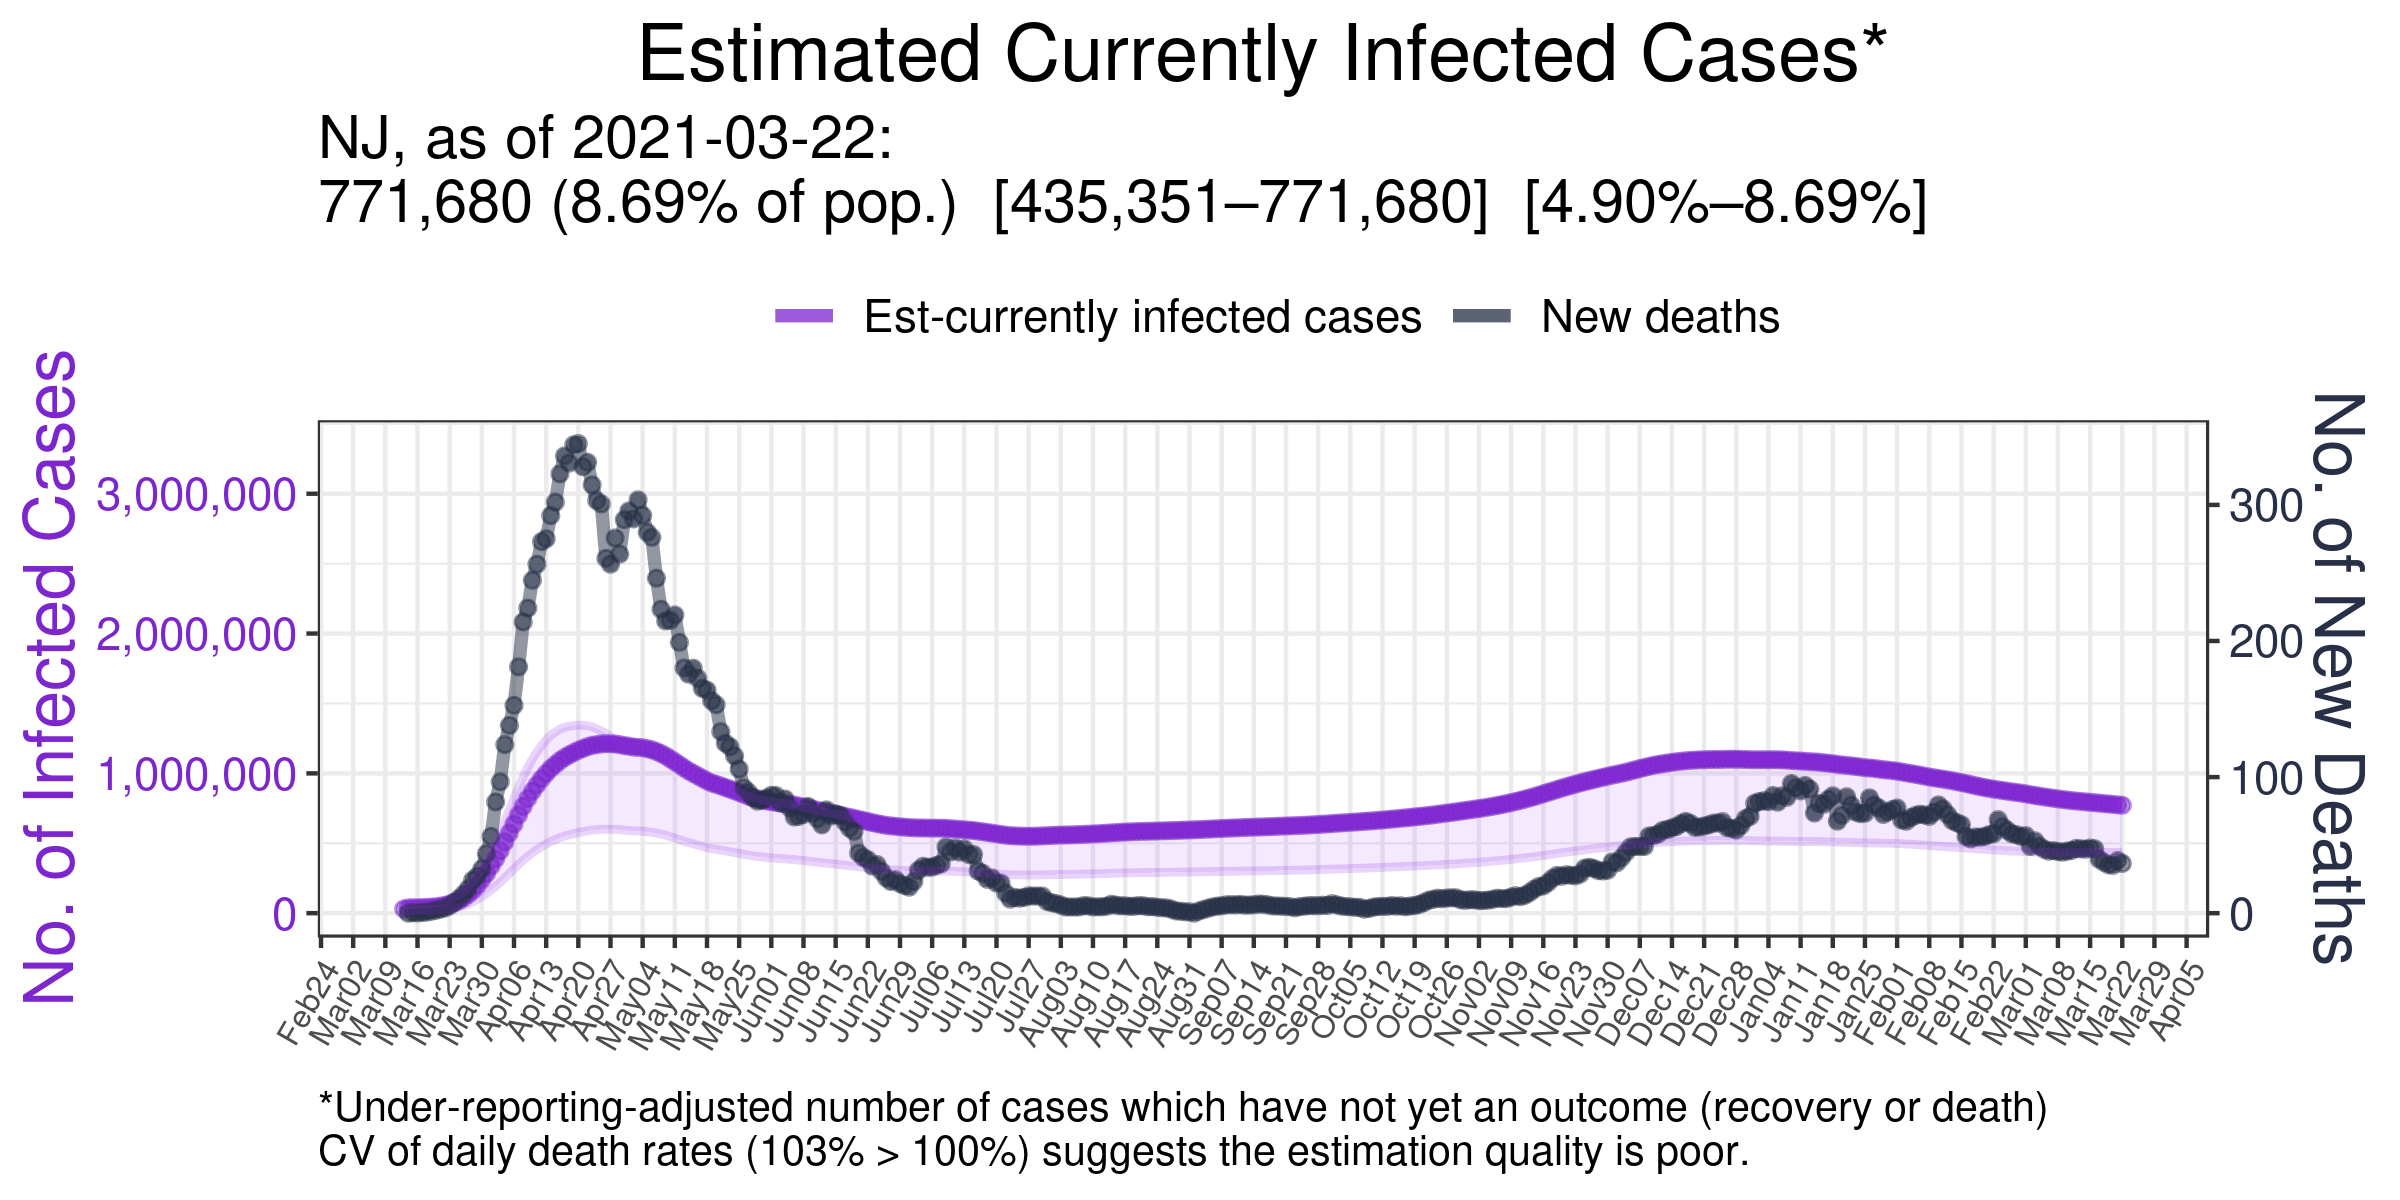 Estimated Currently Infected Cases*
NJ, as of 2021-03-22:
771,680 (8.69% of pop.) [435,351–771,680] [4.90%–8.69%]
Est-currently infected cases
New deaths
No. of Infected Cases
3,000,000
2,000,000
1,000,000
0
300
200
100
0
No. of New Deaths
Feb24
Mar02
Mar09
Mar16
Mar23
Mar30
Apr06
Apr13
Apr20
Apr27
May04
May11
May18
May25
Jun01
Jun08
Jun15
Jun22
Jun29
Jul06
Jul13
Jul20
Jul27
Aug03
Aug10
Aug17
Aug24
Aug31
Sep07
Sep14
Sep21
Sep28
Oct05
Oct12
Oct19
Oct26
Nov02
Nov09
Nov16
Nov23
Nov30
Dec07
Dec14
Dec21
Dec28
Jan04
Jan11
Jan18
Jan25
Feb01
Feb08
Feb15
Feb22
Mar01
Mar08
Mar15
Mar22
Mar29
Apr05
*Under-reporting-adjusted number of cases which have not yet an outcome (recovery or death)
CV of daily death rates (103% > 100%) suggests the estimation quality is poor.